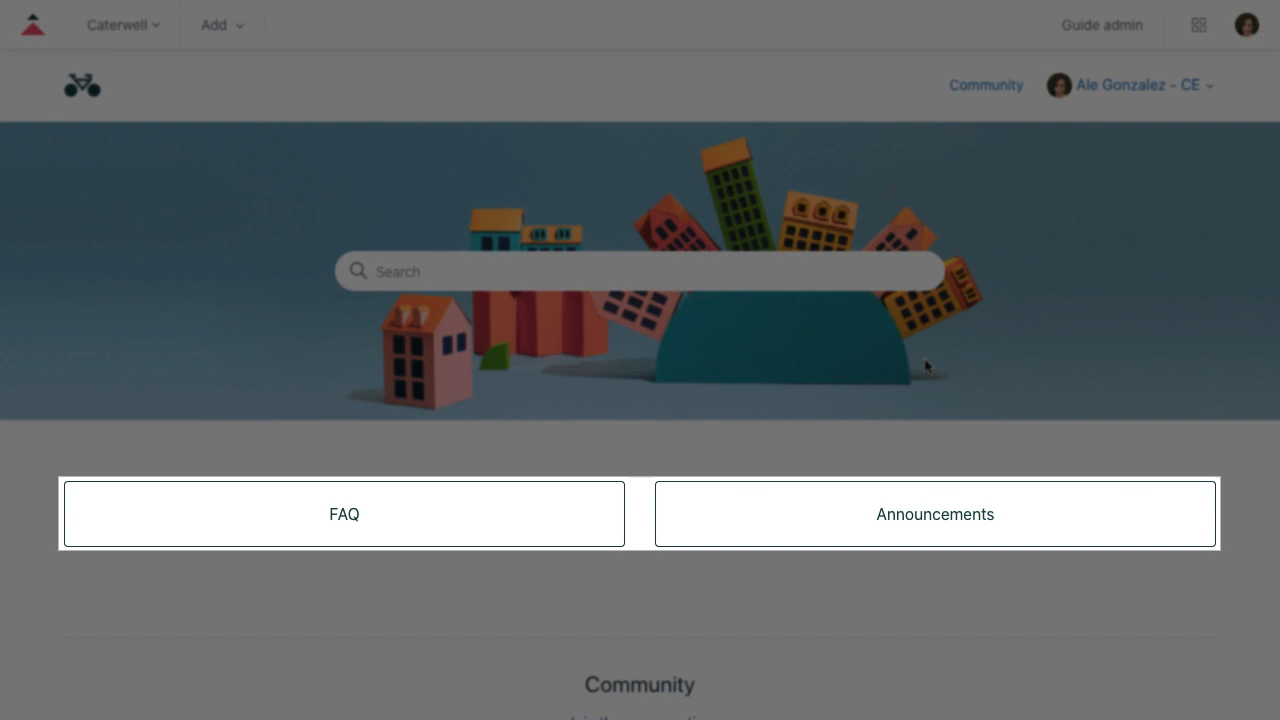 Caterwell Add Guide admin
Community Ale Gonzalez - CE
Search
FAQ Announcements
Community